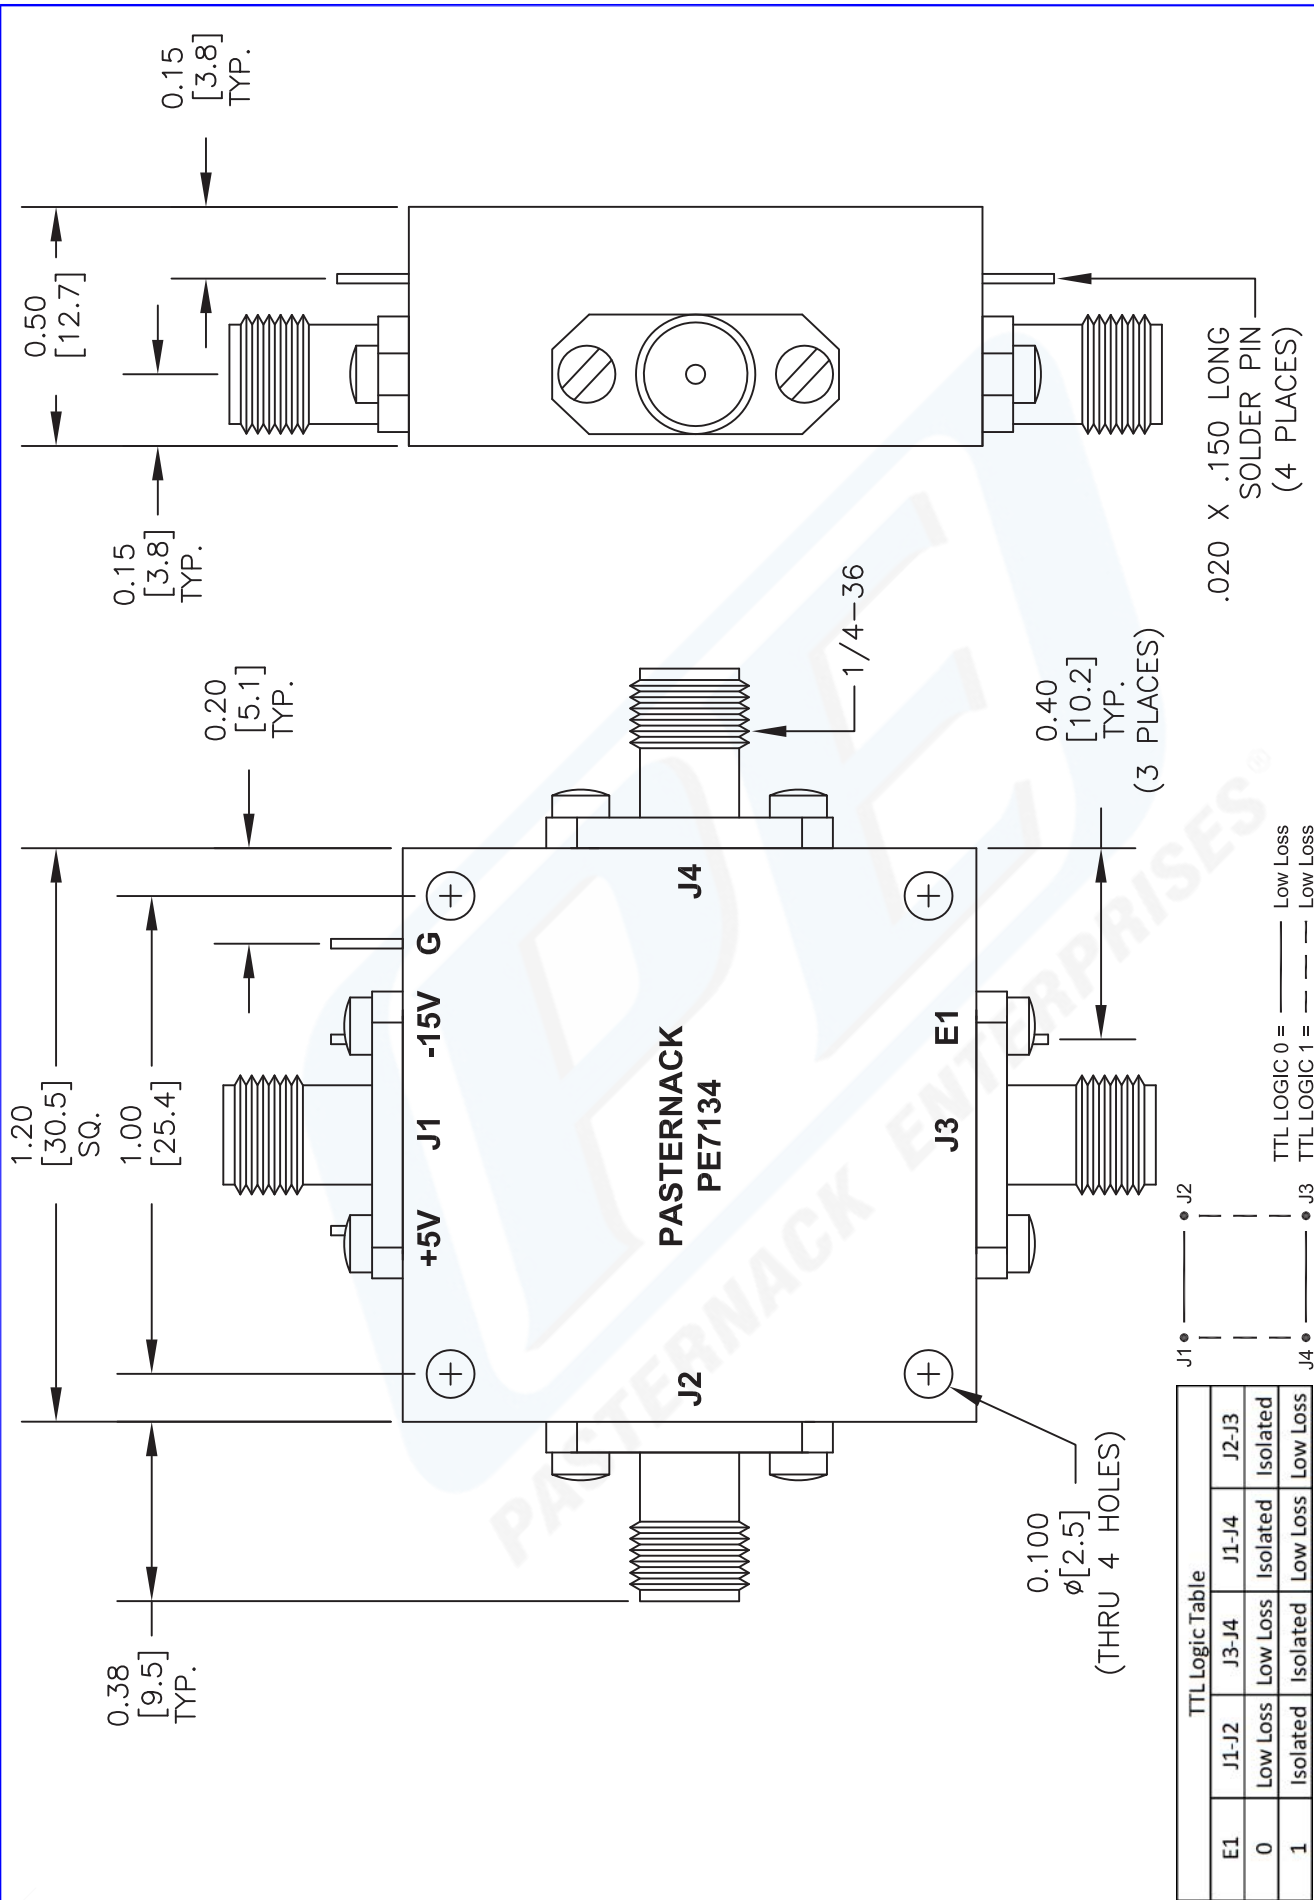 0.50
[12.7]
0.15
[3.8]
TYP.
0.15
[3.8]
TYP.
.020 X .150 LONG
SOLDER PIN
(4 PLACES)
1.20
[30.5]
SQ.
1.00
[25.4]
0.20
[5.1]
TYP.
0.38
[9.5]
TYP.
1/4-36
0.40
[10.2]
TYP.
(3 PLACES)
+5V J1 -15V G
J2
J4
PASTERNACK
PE7134
J3 E1
0.100
ø[2.5]
(THRU 4 HOLES)
PE
PASTERNACK ENTERPRISES®
TTL Logic Table
E1 J1-J2 J3-J4 J1-J4 J2-J3
0 Low Loss Low Loss Isolated Isolated
1 Isolated Isolated Low Loss Low Loss
J1 J2
J4 J3
TTL LOGIC 0 = Low Loss
TTL LOGIC 1 = Low Loss